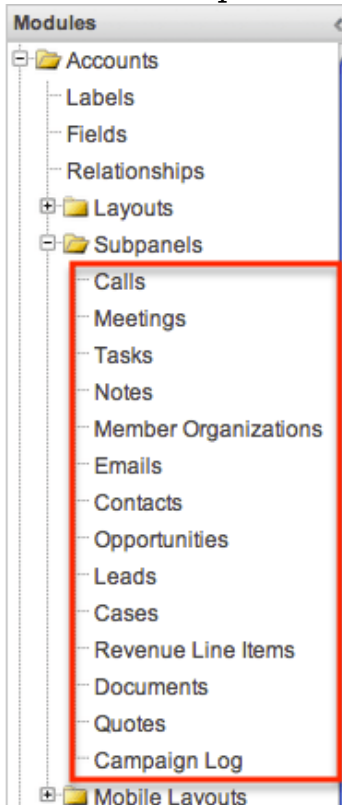 Modules
Accounts
Labels
Fields
Relationships
Layouts
Subpanels
Calls
Meetings
Tasks
Notes
Member Organizations
Emails
Contacts
Opportunities
Leads
Cases
Revenue Line Items
Documents
Quotes
Campaign Log
Mobile Layouts